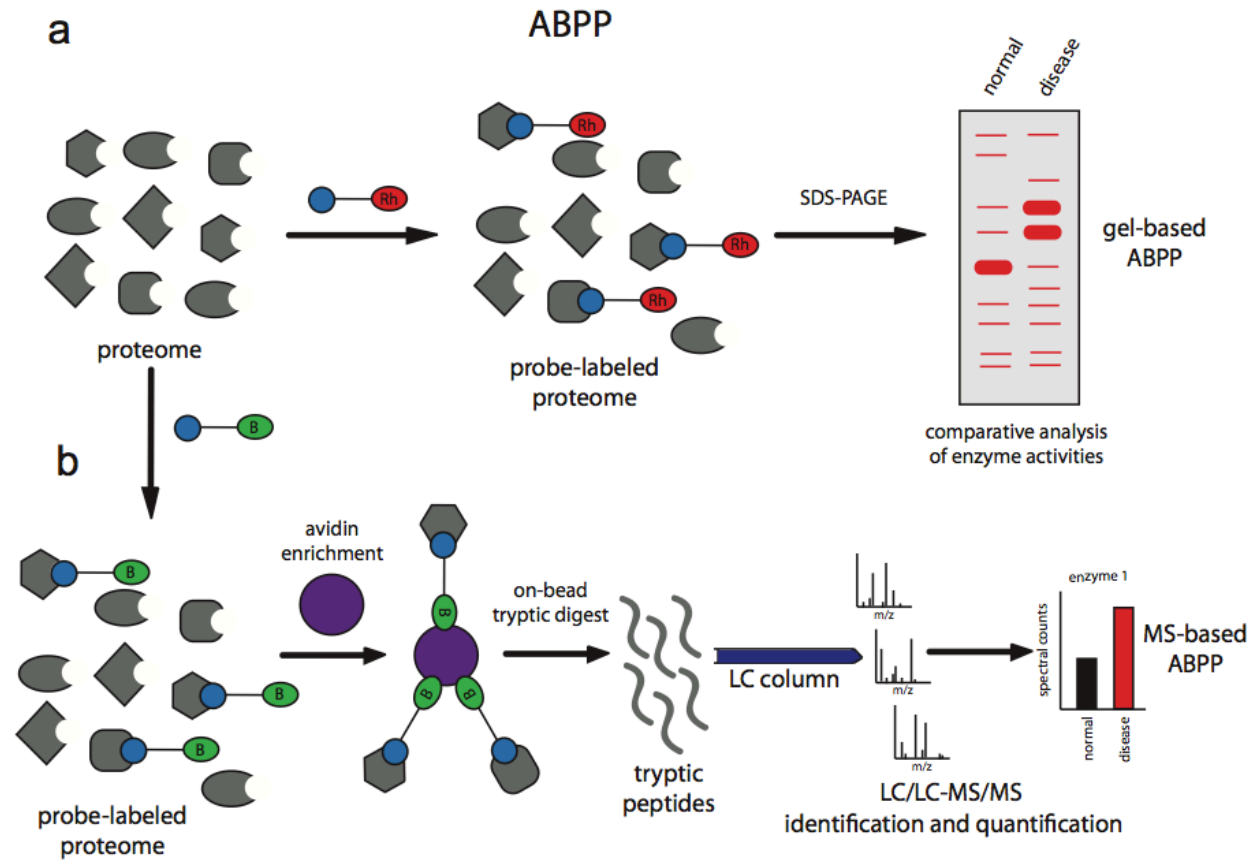 a
ABPP
normal
disease
Rh
Rh
SDS-PAGE
Rh
gel-based
ABPP
Rh
proteome
probe-labeled
proteome
B
comparative analysis
of enzyme activities
b
avidin
enrichment
B
on-bead
tryptic digest
B
enzyme 1
m/z
spectral counts
MS-based
ABPP
LC column
m/z
B
B
B
normal
disease
B
m/z
tryptic
peptides
LC/LC-MS/MS
identification and quantification
probe-labeled
proteome